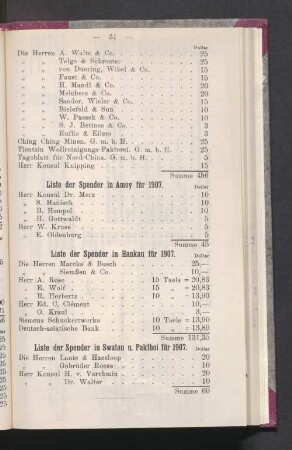 — 31 —
Dollar
Die Herren A. Walte & Co. 25
„ „ Telge & Schroeter 25
„ „ von Duering, Wibel & Co. 15
„ „ Faust & Co. 15
„ „ H. Mandl & Co. 20
„ „ Melchers & Co. 20
„ „ Sander, Wieler & Co. 15
„ „ Bielefeld & Sun 10
„ „ W. Passek & Co. 10
„ „ S. J. Betines & Co. 3
„ „ Ruffie & Eilers 3
Ching Ching Minen. G. m. b. H. 25
Tientsin Wollreinigungs-Faktorei. G. m. b. H. 25
Tageblatt für Nord-China. G. m. b. H. 5
Herr Konsul Knipping 15
Summe 456
Liste der Spender in Amoy für 1907. Dollar
Herr Konsul Dr. Merz 10
„ S. Hanisch 10
„ B. Hempel 10
„ H. Gottwaldt 5
Herr W. Kruse 5
„ E. Oldenburg 5
Summe 45
Liste der Spender in Hankau für 1907. Dollar
Die Herren Marcks & Busch 25,—
„ „ Siemßen & Co. 10,—
Herr A. Rose 15 Taels = 20,83
„ E. Wolf 15 „ = 20,83
„ R. Herbertz 10 „ = 13,90
Herr Ed. C. Clément 10,—
„ O. Kraul 3,—
Siemens Schuckertwerke 10 Taels = 13,90
Deutsch-asiatische Bank 10 „ = 13,89
Summe 131,35
Liste der Spender in Swatau u. Pakthoi für 1907. Dollar
Die Herren Lauts & Haesloop 20
„ „ Gebrüder Roese 10
Herr Konsul H. v. Varchmin 20
„ „ Dr. Walter 10
Summe 60